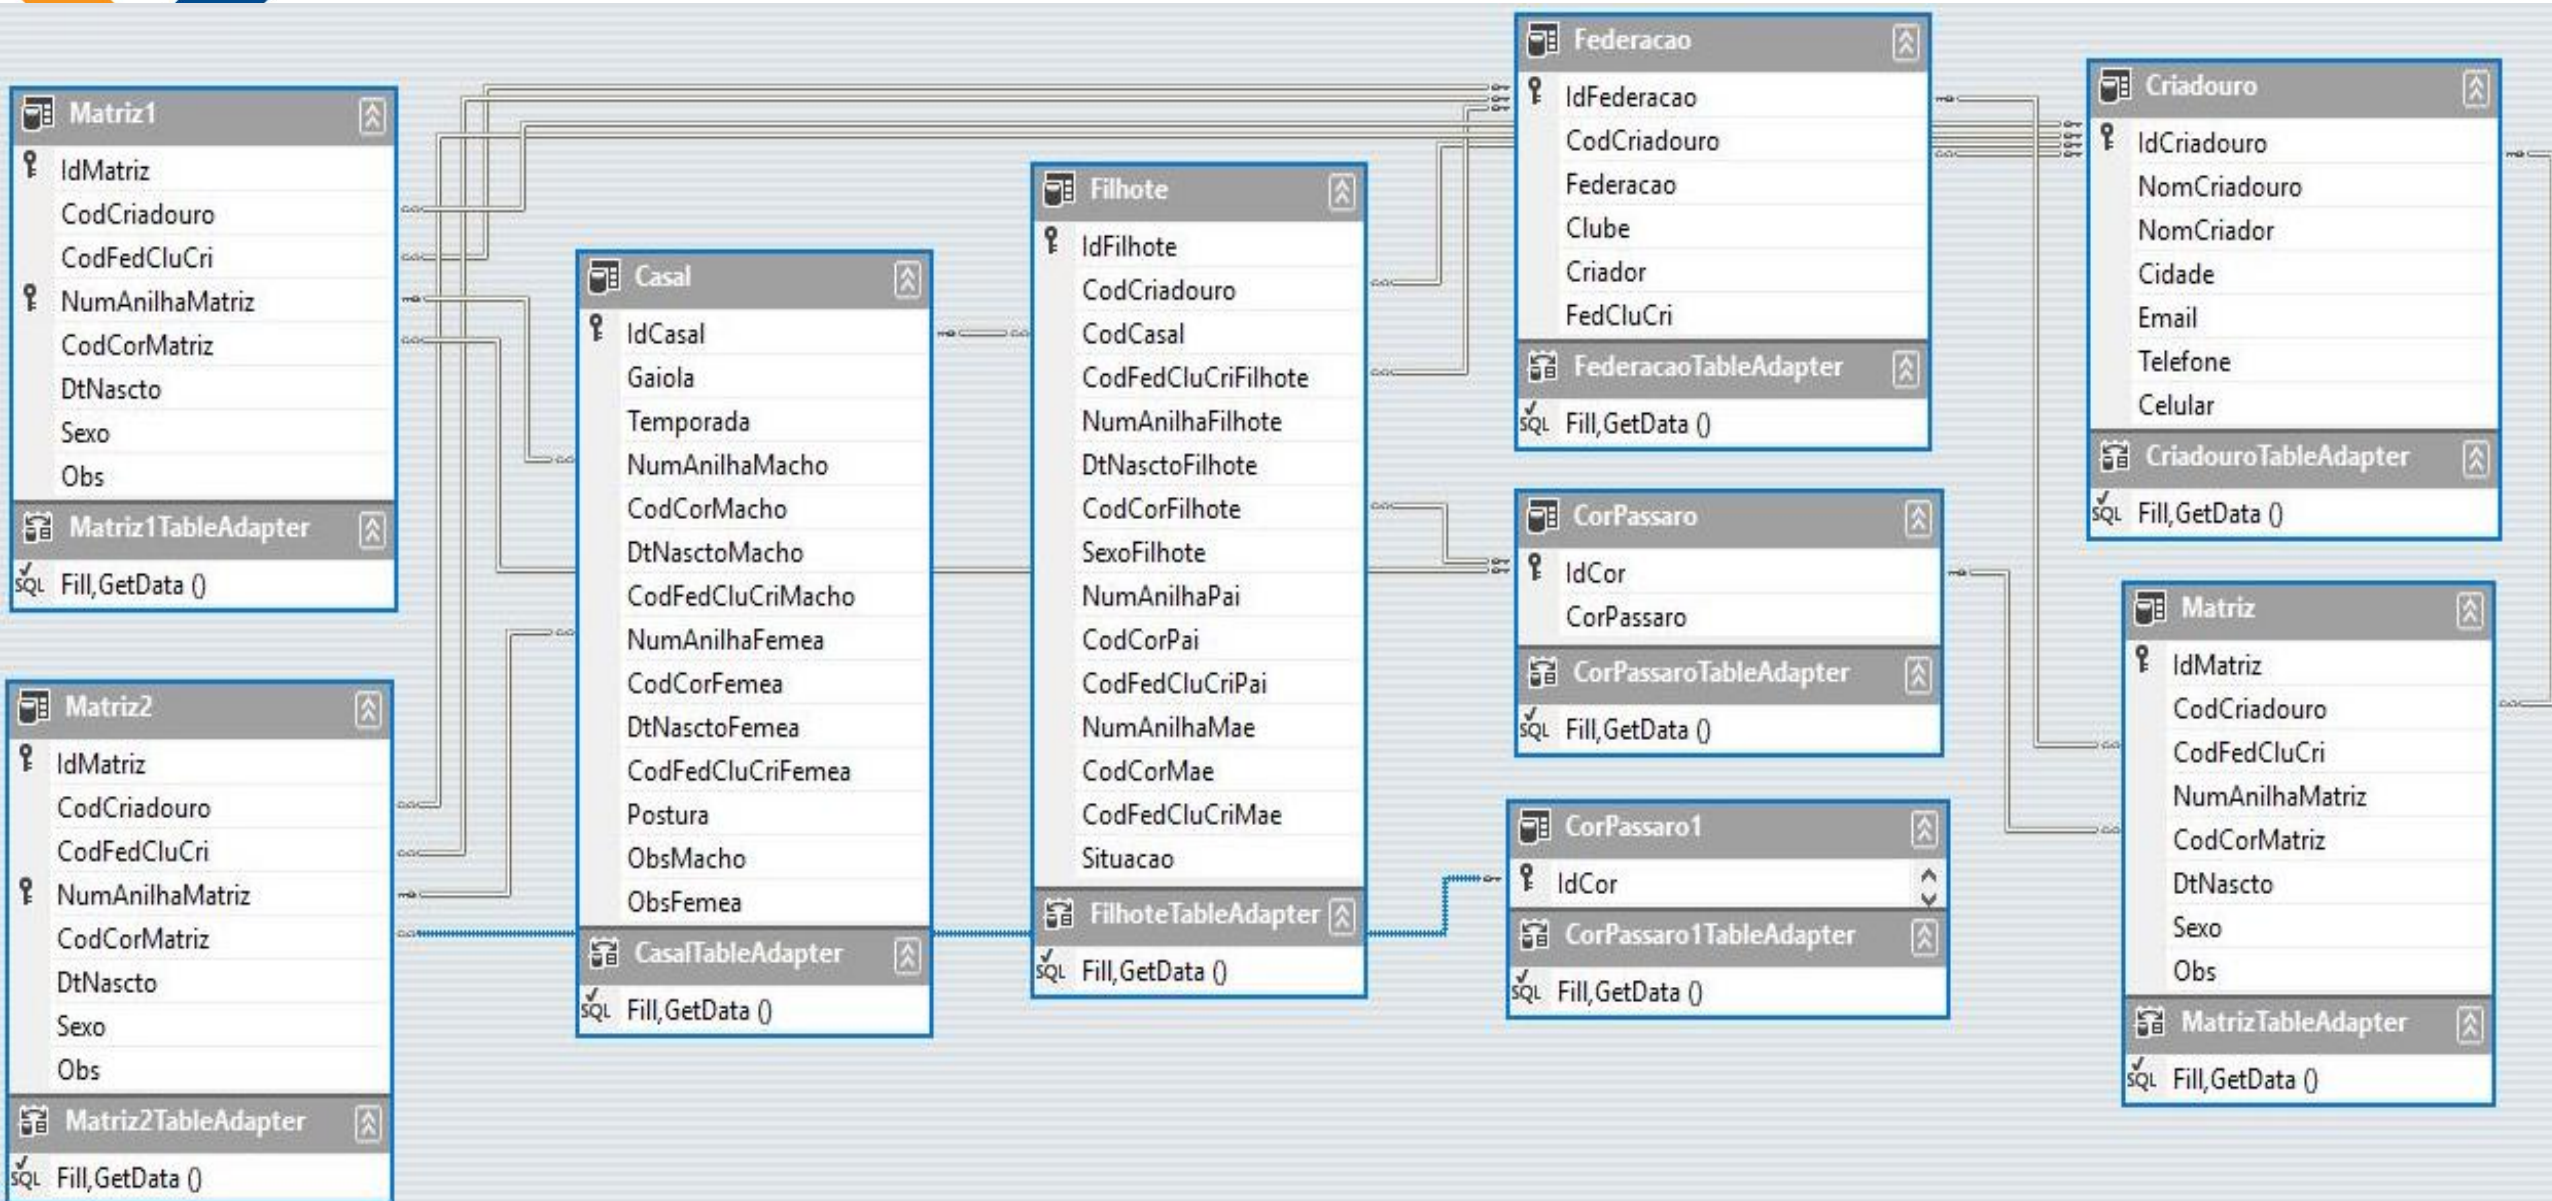 Matriz1
IdMatriz
CodCriadouro
CodFedCluCri
NumAnilhaMatriz
CodCorMatriz
DtNascto
Sexo
Obs
Matriz1TableAdapter
SQL Fill,GetData ()
Matriz2
IdMatriz
CodCriadouro
CodFedCluCri
NumAnilhaMatriz
CodCorMatriz
DtNascto
Sexo
Obs
Matriz2TableAdapter
SQL Fill,GetData ()
Casal
IdCasal
Gaiola
Temporada
NumAnilhaMacho
CodCorMacho
DtNasctoMacho
CodFedCluCriMacho
NumAnilhaFemea
CodCorFemea
DtNasctoFemea
CodFedCluCriFemea
Postura
ObsMacho
ObsFemea
CasalTableAdapter
SQL Fill,GetData ()
Filhote
IdFilhote
CodCriadouro
CodCasal
CodFedCluCriFilhote
NumAnilhaFilhote
DtNasctoFilhote
CodCorFilhote
SexoFilhote
NumAnilhaPai
CodCorPai
CodFedCluCriPai
NumAnilhaMae
CodCorMae
CodFedCluCriMae
Situacao
FilhoteTableAdapter
SQL Fill,GetData ()
Federacao
IdFederacao
CodCriadouro
Federacao
Clube
Criador
FedCluCri
FederacaoTableAdapter
SQL Fill,GetData ()
CorPassaro
IdCor
CorPassaro
CorPassaroTableAdapter
SQL Fill,GetData ()
CorPassaro1
IdCor
CorPassaro1TableAdapter
SQL Fill,GetData ()
Criadouro
IdCriadouro
NomCriadouro
NomCriador
Cidade
Email
Telefone
Celular
CriadouroTableAdapter
SQL Fill,GetData ()
Matriz
IdMatriz
CodCriadouro
CodFedCluCri
NumAnilhaMatriz
CodCorMatriz
DtNascto
Sexo
Obs
MatrizTableAdapter
SQL Fill,GetData ()